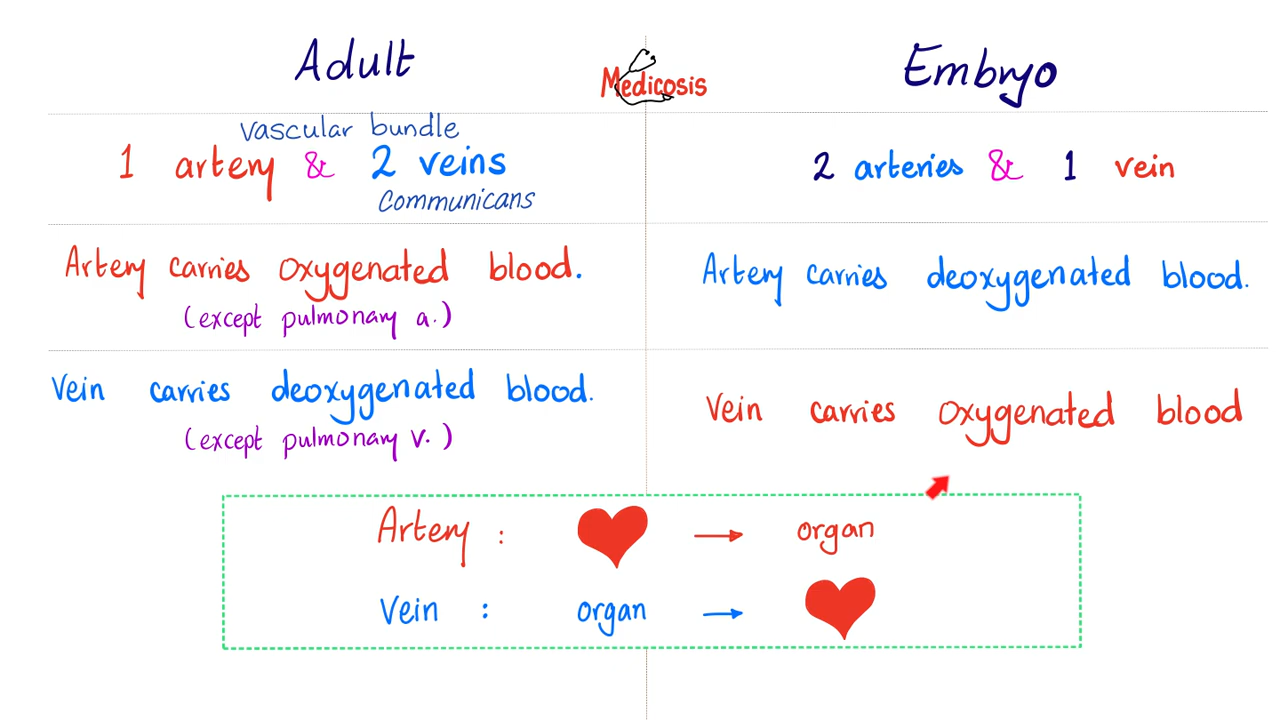 Adult
Medicosis
Embryo
vascular bundle
1 artery & 2 veins
communicans
2 arteries & 1 vein
Artery carries oxygenated blood.
(except pulmonary a.)
Artery carries deoxygenated blood.
Vein carries deoxygenated blood.
(except pulmonary v.)
Vein carries oxygenated blood
Artery : → organ
Vein : organ →